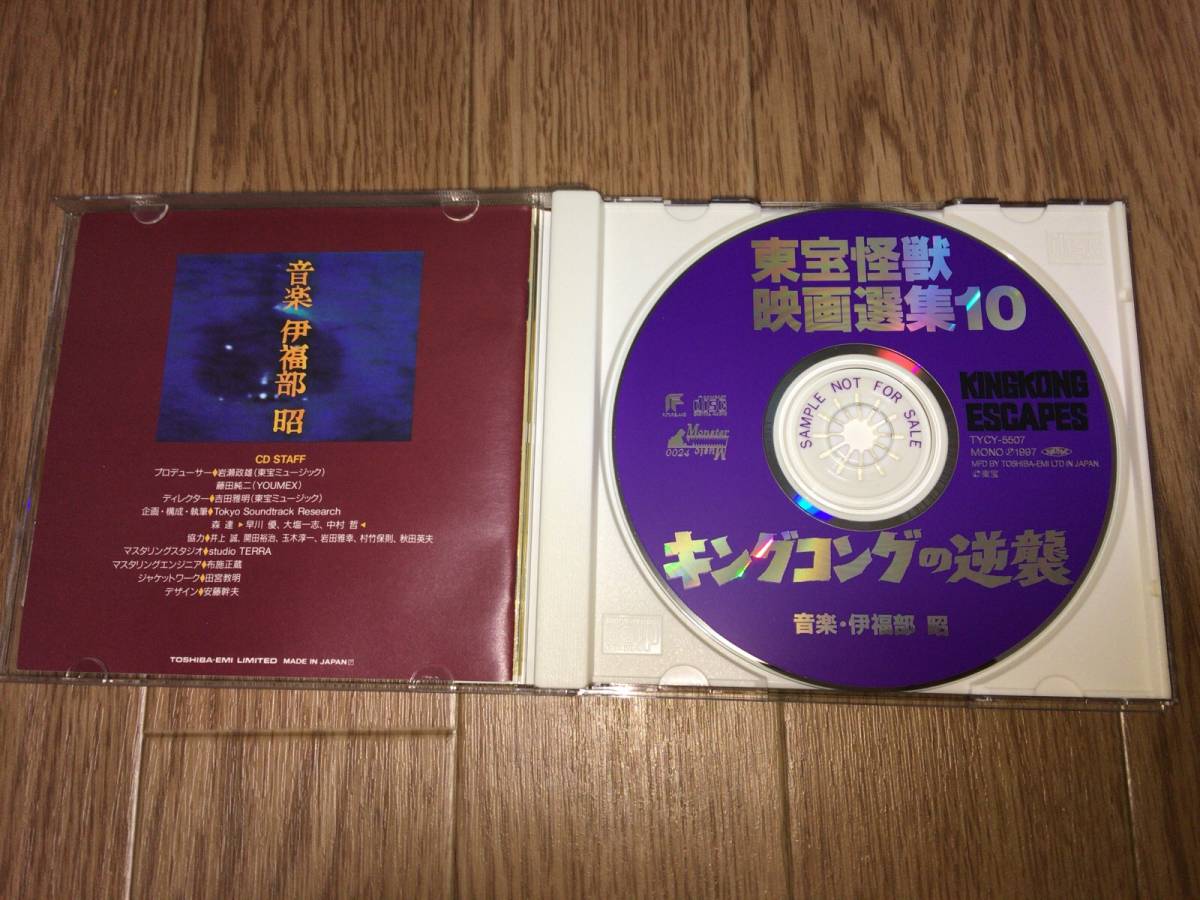 音楽 伊福部 昭
CD STAFF
プロデューサー◆岩瀬政雄(東宝ミュージック)
藤田純二(YOUMEX)
ディレクター◆吉田雅明(東宝ミュージック)
企画・構成・執筆◆Tokyo Soundtrack Research
森 達 ▶早川 優、大塩一志、中村 哲◀
協力◆井上 誠、開田裕治、玉木淳一、岩田雅幸、村竹保則、秋田英夫
マスタリングスタジオ◆studio TERRA
マスタリングエンジニア◆布施正蔵
ジャケットワーク◆田宮教明
デザイン◆安藤幹夫
TOSHIBA-EMI LIMITED MADE IN JAPAN
東宝怪獣
映画選集10
SAMPLE NOT FOR SALE
KINGKONG
ESCAPES
TYCY-5507
MONO ℗1997
MFD BY TOSHIBA-EMI LTD IN JAPAN.
©東宝
Monster
Music
0024
キングコングの逆襲
音楽・伊福部 昭